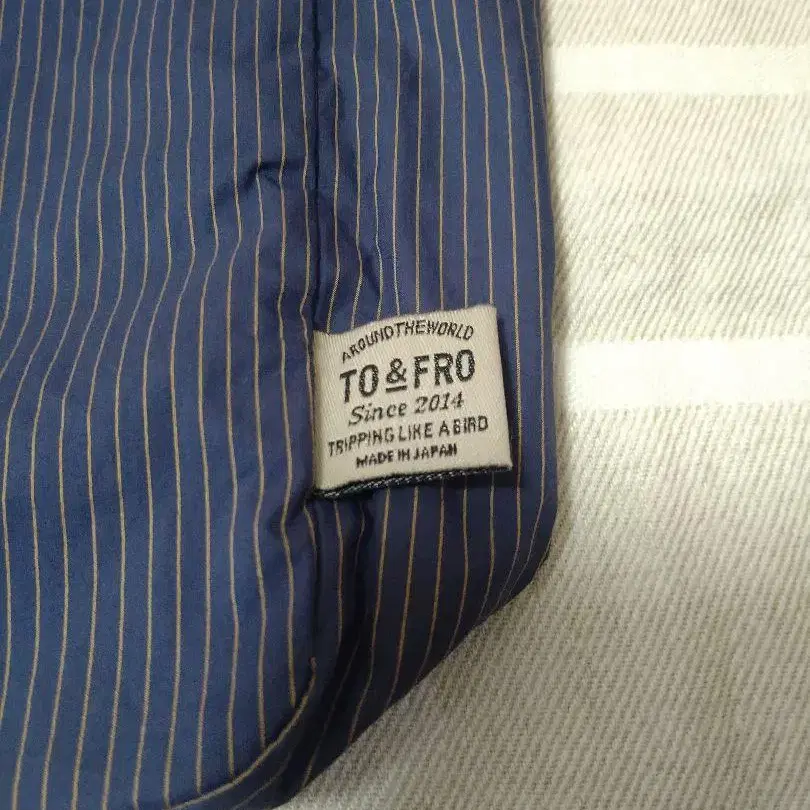 AROUNDTHEWORLD
TO & FRO
Since 2014
TRIPPING LIKE A BIRD
MADE IN JAPAN